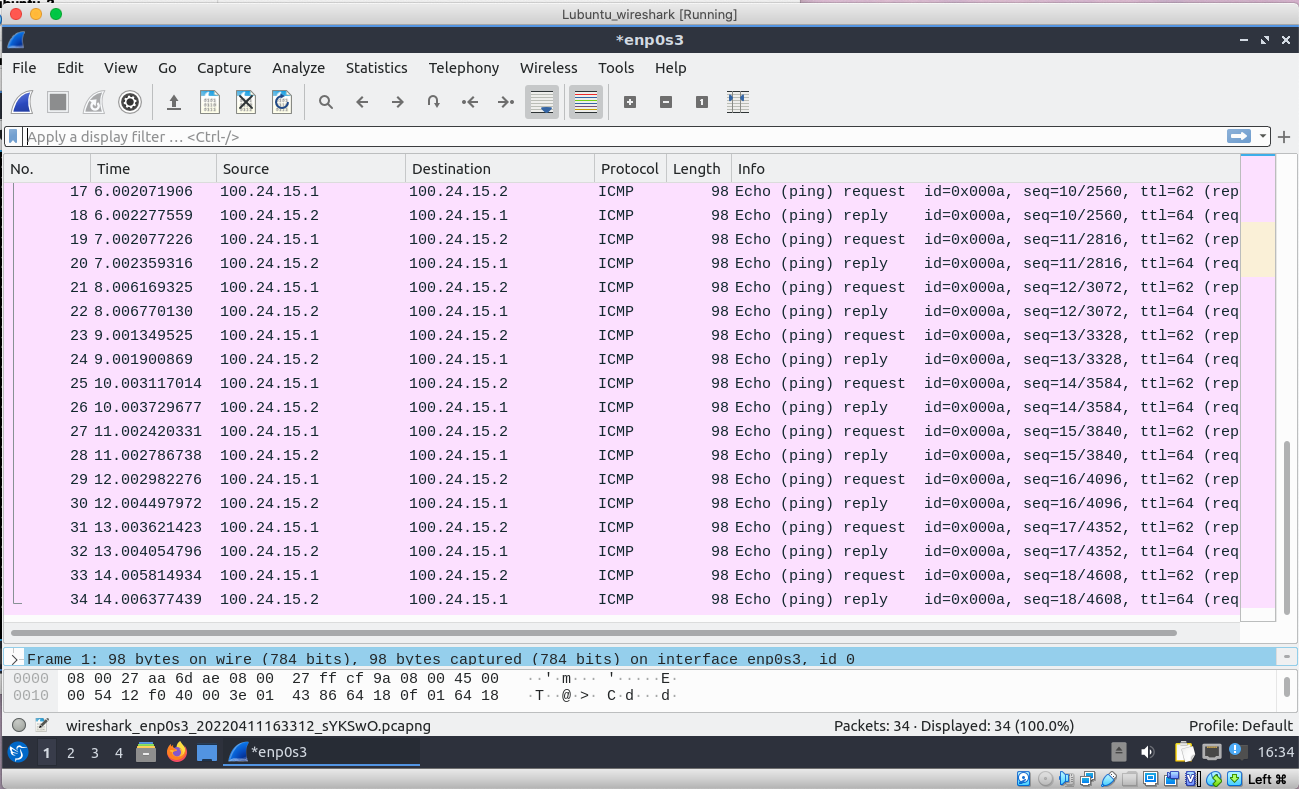 Lubuntu_wireshark [Running]
*enp0s3
File Edit View Go Capture Analyze Statistics Telephony Wireless Tools Help
Apply a display filter … <Ctrl-/>
No. Time Source Destination Protocol Length Info
17 6.002071906 100.24.15.1 100.24.15.2 ICMP 98 Echo (ping) request id=0x000a, seq=10/2560, ttl=62 (rep
18 6.002277559 100.24.15.2 100.24.15.1 ICMP 98 Echo (ping) reply id=0x000a, seq=10/2560, ttl=64 (req
19 7.002077226 100.24.15.1 100.24.15.2 ICMP 98 Echo (ping) request id=0x000a, seq=11/2816, ttl=62 (rep
20 7.002359316 100.24.15.2 100.24.15.1 ICMP 98 Echo (ping) reply id=0x000a, seq=11/2816, ttl=64 (req
21 8.006169325 100.24.15.1 100.24.15.2 ICMP 98 Echo (ping) request id=0x000a, seq=12/3072, ttl=62 (rep
22 8.006770130 100.24.15.2 100.24.15.1 ICMP 98 Echo (ping) reply id=0x000a, seq=12/3072, ttl=64 (req
23 9.001349525 100.24.15.1 100.24.15.2 ICMP 98 Echo (ping) request id=0x000a, seq=13/3328, ttl=62 (rep
24 9.001900869 100.24.15.2 100.24.15.1 ICMP 98 Echo (ping) reply id=0x000a, seq=13/3328, ttl=64 (req
25 10.003117014 100.24.15.1 100.24.15.2 ICMP 98 Echo (ping) request id=0x000a, seq=14/3584, ttl=62 (rep
26 10.003729677 100.24.15.2 100.24.15.1 ICMP 98 Echo (ping) reply id=0x000a, seq=14/3584, ttl=64 (req
27 11.002420331 100.24.15.1 100.24.15.2 ICMP 98 Echo (ping) request id=0x000a, seq=15/3840, ttl=62 (rep
28 11.002786738 100.24.15.2 100.24.15.1 ICMP 98 Echo (ping) reply id=0x000a, seq=15/3840, ttl=64 (req
29 12.002982276 100.24.15.1 100.24.15.2 ICMP 98 Echo (ping) request id=0x000a, seq=16/4096, ttl=62 (rep
30 12.004497972 100.24.15.2 100.24.15.1 ICMP 98 Echo (ping) reply id=0x000a, seq=16/4096, ttl=64 (req
31 13.003621423 100.24.15.1 100.24.15.2 ICMP 98 Echo (ping) request id=0x000a, seq=17/4352, ttl=62 (rep
32 13.004054796 100.24.15.2 100.24.15.1 ICMP 98 Echo (ping) reply id=0x000a, seq=17/4352, ttl=64 (req
33 14.005814934 100.24.15.1 100.24.15.2 ICMP 98 Echo (ping) request id=0x000a, seq=18/4608, ttl=62 (rep
34 14.006377439 100.24.15.2 100.24.15.1 ICMP 98 Echo (ping) reply id=0x000a, seq=18/4608, ttl=64 (req
Frame 1: 98 bytes on wire (784 bits), 98 bytes captured (784 bits) on interface enp0s3, id 0
0000 08 00 27 aa 6d ae 08 00 27 ff cf 9a 08 00 45 00 ··'·m··· '·····E·
0010 00 54 12 f0 40 00 3e 01 43 86 64 18 0f 01 64 18 ·T··@·>· C·d···d·
wireshark_enp0s3_20220411163312_sYKSwO.pcapng Packets: 34 · Displayed: 34 (100.0%) Profile: Default
1 2 3 4 *enp0s3 16:34
Left ⌘